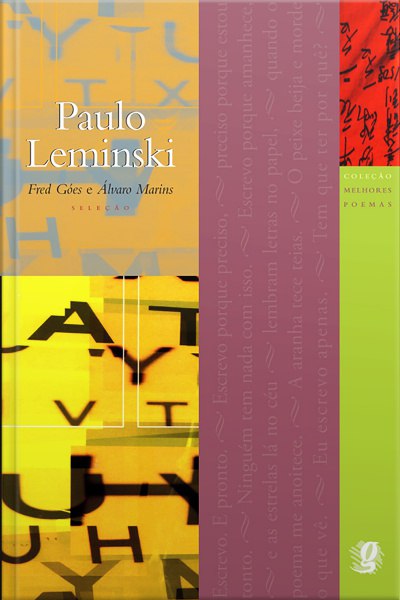 Paulo
Leminski
Fred Góes e Álvaro Marins
SELEÇÃO
Escrevo. E pronto. Escrevo porque preciso, preciso porque estou
tonto. Ninguém tem nada com isso. Escrevo porque amanhece,
e as estrelas lá no céu lembram letras no papel, quando o
poema me anoitece. A aranha tece teias. O peixe beija e morde
o que vê. Eu escrevo apenas. Tem que ter por quê?
COLEÇÃO
MELHORES
POEMAS
g